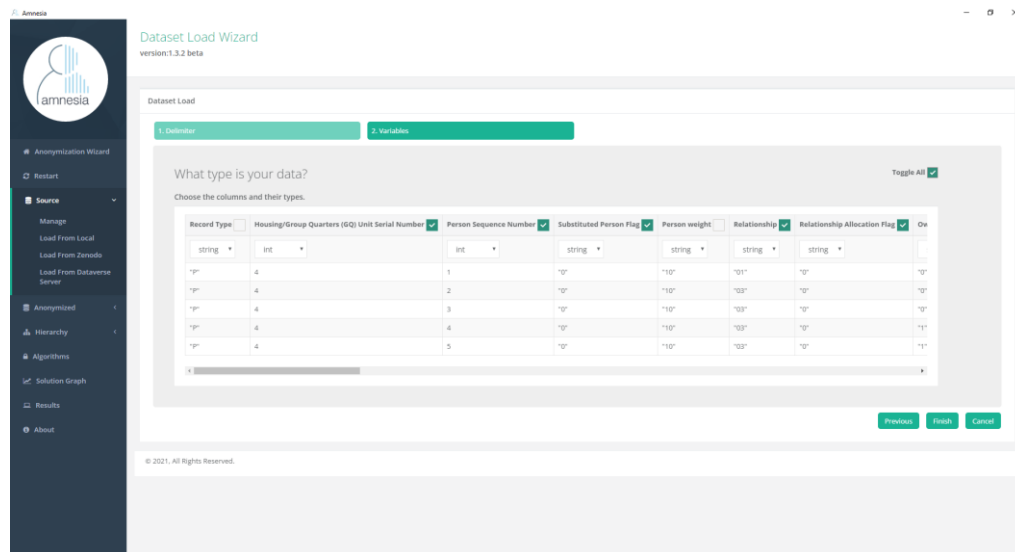 Amnesia
amnesia
Anonymization Wizard
Restart
Source
Manage
Load From Local
Load From Zenodo
Load From Dataverse
Server
Anonymized
Hierarchy
Algorithms
Solution Graph
Results
About
Dataset Load Wizard
version:1.3.2 beta
Dataset Load
1. Delimiter 2. Variables
What type is your data? Toggle All
Choose the columns and their types.
Record Type Housing/Group Quarters (GQ) Unit Serial Number Person Sequence Number Substituted Person Flag Person weight Relationship Relationship Allocation Flag Ow
string int int string string string string
"P" 4 1 "0" "10" "01" "0" "0"
"P" 4 2 "0" "10" "03" "0" "0"
"P" 4 3 "0" "10" "03" "0" "0"
"P" 4 4 "0" "10" "03" "0" "1"
"P" 4 5 "0" "10" "03" "0" "1"
Previous Finish Cancel
© 2021. All Rights Reserved.